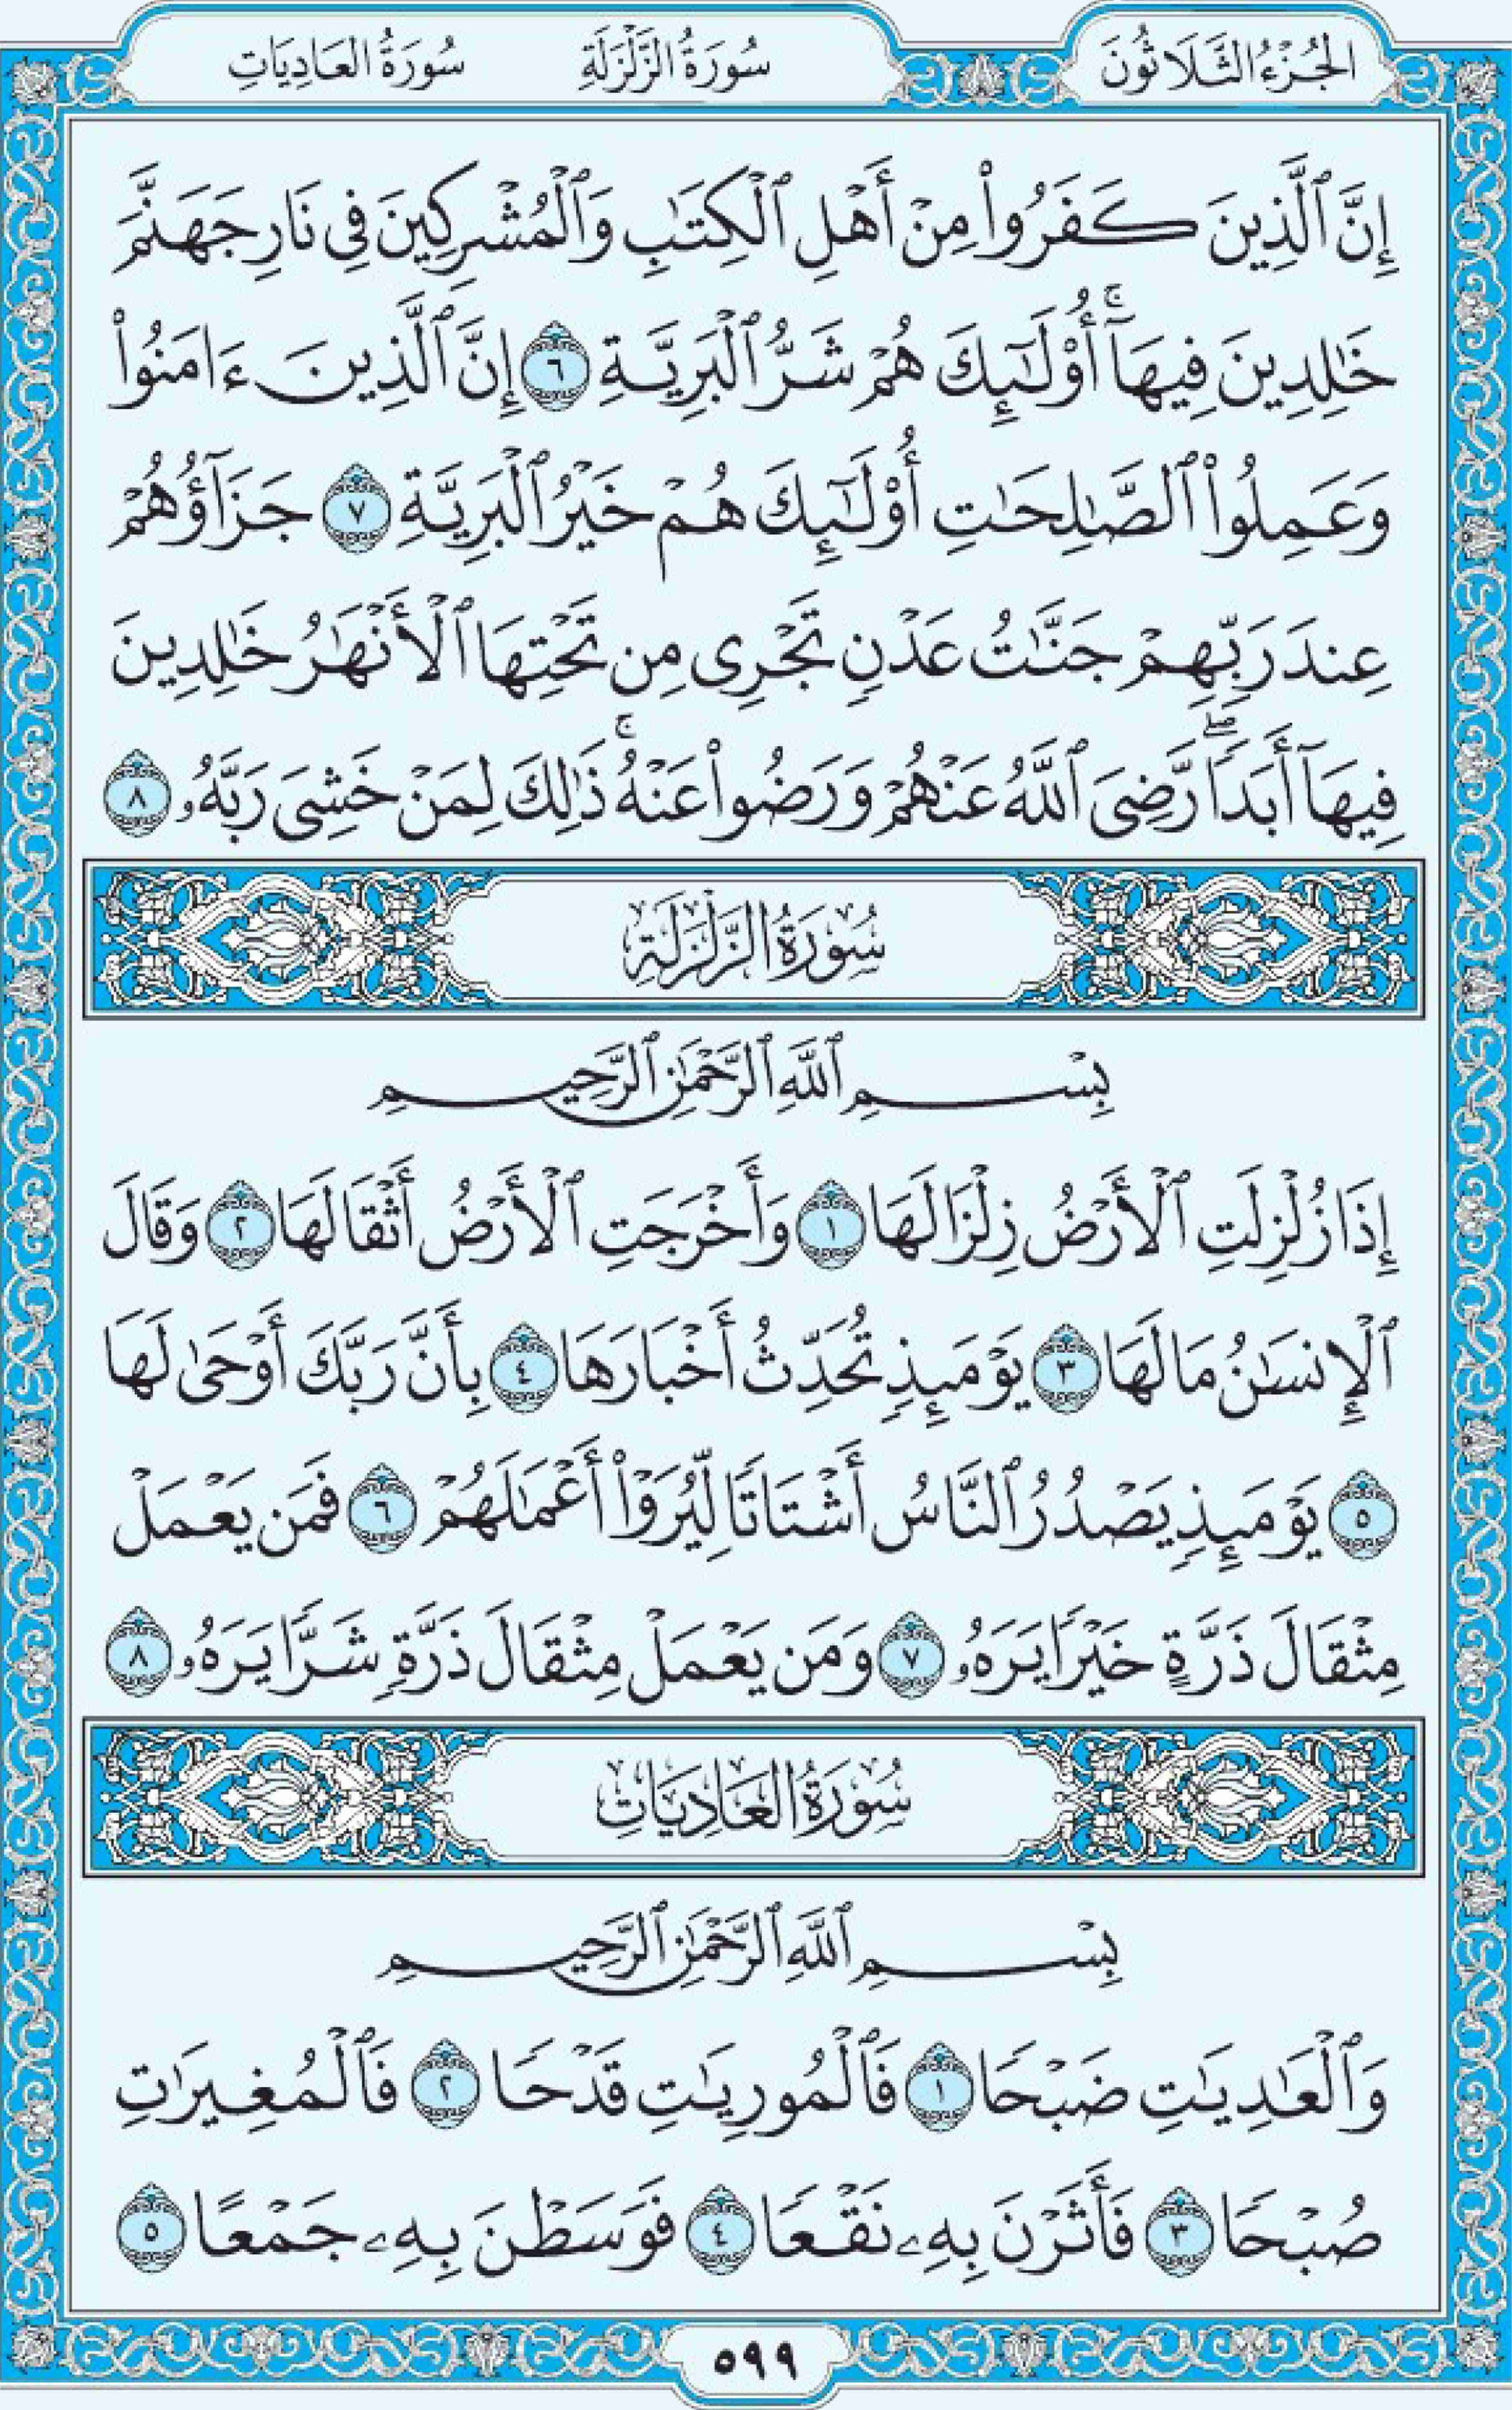 الجُزْءُ الثَّلَاثُونَ سُورَةُ الزَّلْزَلَةِ سُورَةُ العَادِيَاتِ
إِنَّ ٱلَّذِينَ كَفَرُوا۟ مِنْ أَهْلِ ٱلْكِتَٰبِ وَٱلْمُشْرِكِينَ فِى نَارِ جَهَنَّمَ
خَٰلِدِينَ فِيهَآ ۚ أُو۟لَٰٓئِكَ هُمْ شَرُّ ٱلْبَرِيَّةِ ٦ إِنَّ ٱلَّذِينَ ءَامَنُوا۟
وَعَمِلُوا۟ ٱلصَّٰلِحَٰتِ أُو۟لَٰٓئِكَ هُمْ خَيْرُ ٱلْبَرِيَّةِ ٧ جَزَآؤُهُمْ
عِندَ رَبِّهِمْ جَنَّٰتُ عَدْنٍ تَجْرِى مِن تَحْتِهَا ٱلْأَنْهَٰرُ خَٰلِدِينَ
فِيهَآ أَبَدًا ۖ رَّضِىَ ٱللَّهُ عَنْهُمْ وَرَضُوا۟ عَنْهُ ۚ ذَٰلِكَ لِمَنْ خَشِىَ رَبَّهُۥ ٨
سُورَةُ الزَّلْزَلَةِ
بِسْمِ ٱللَّهِ ٱلرَّحْمَٰنِ ٱلرَّحِيمِ
إِذَا زُلْزِلَتِ ٱلْأَرْضُ زِلْزَالَهَا ١ وَأَخْرَجَتِ ٱلْأَرْضُ أَثْقَالَهَا ٢ وَقَالَ
ٱلْإِنسَٰنُ مَا لَهَا ٣ يَوْمَئِذٍ تُحَدِّثُ أَخْبَارَهَا ٤ بِأَنَّ رَبَّكَ أَوْحَىٰ لَهَا
٥ يَوْمَئِذٍ يَصْدُرُ ٱلنَّاسُ أَشْتَاتًا لِّيُرَوْا۟ أَعْمَٰلَهُمْ ٦ فَمَن يَعْمَلْ
مِثْقَالَ ذَرَّةٍ خَيْرًا يَرَهُۥ ٧ وَمَن يَعْمَلْ مِثْقَالَ ذَرَّةٍ شَرًّا يَرَهُۥ ٨
سُورَةُ العَادِيَاتِ
بِسْمِ ٱللَّهِ ٱلرَّحْمَٰنِ ٱلرَّحِيمِ
وَٱلْعَٰدِيَٰتِ ضَبْحًا ١ فَٱلْمُورِيَٰتِ قَدْحًا ٢ فَٱلْمُغِيرَٰتِ
صُبْحًا ٣ فَأَثَرْنَ بِهِۦ نَقْعًا ٤ فَوَسَطْنَ بِهِۦ جَمْعًا ٥
٥٩٩